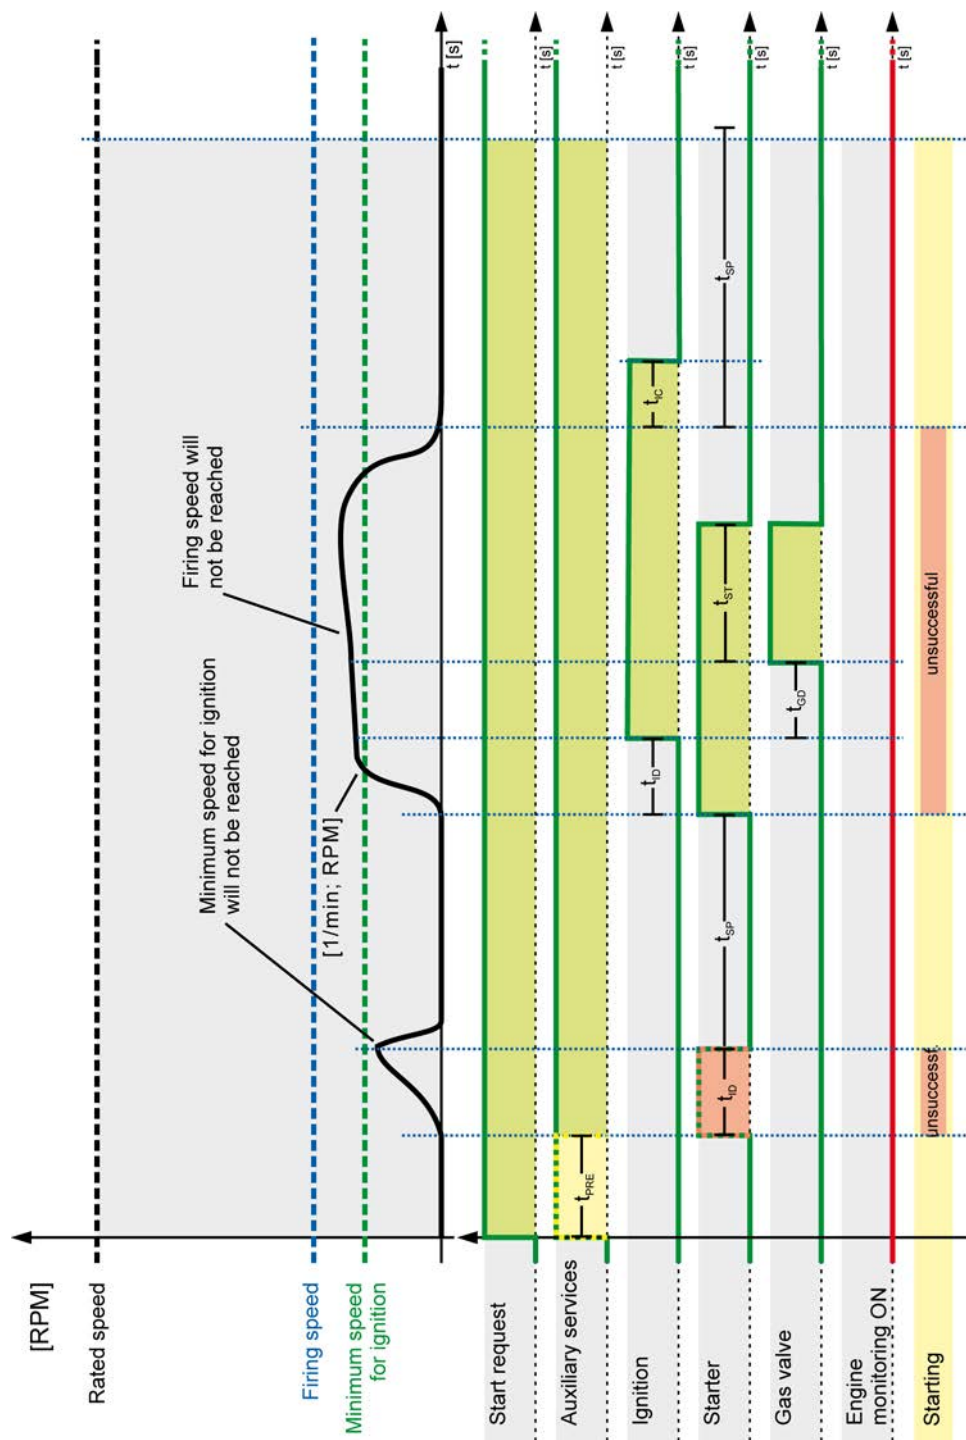 [RPM]
Rated speed
Firing speed
Minimum speed
for ignition
Minimum speed for ignition
will not be reached
Firing speed will
not be reached
[1/min; RPM]
t [s]
Start request
t [s]
Auxiliary services
tPRE
t [s]
Ignition
tID
tIC
t [s]
Starter
tID
tSP
tST
tSP
t [s]
Gas valve
tGD
t [s]
Engine
monitoring ON
t [s]
Starting
unsuccessf.
unsuccessful